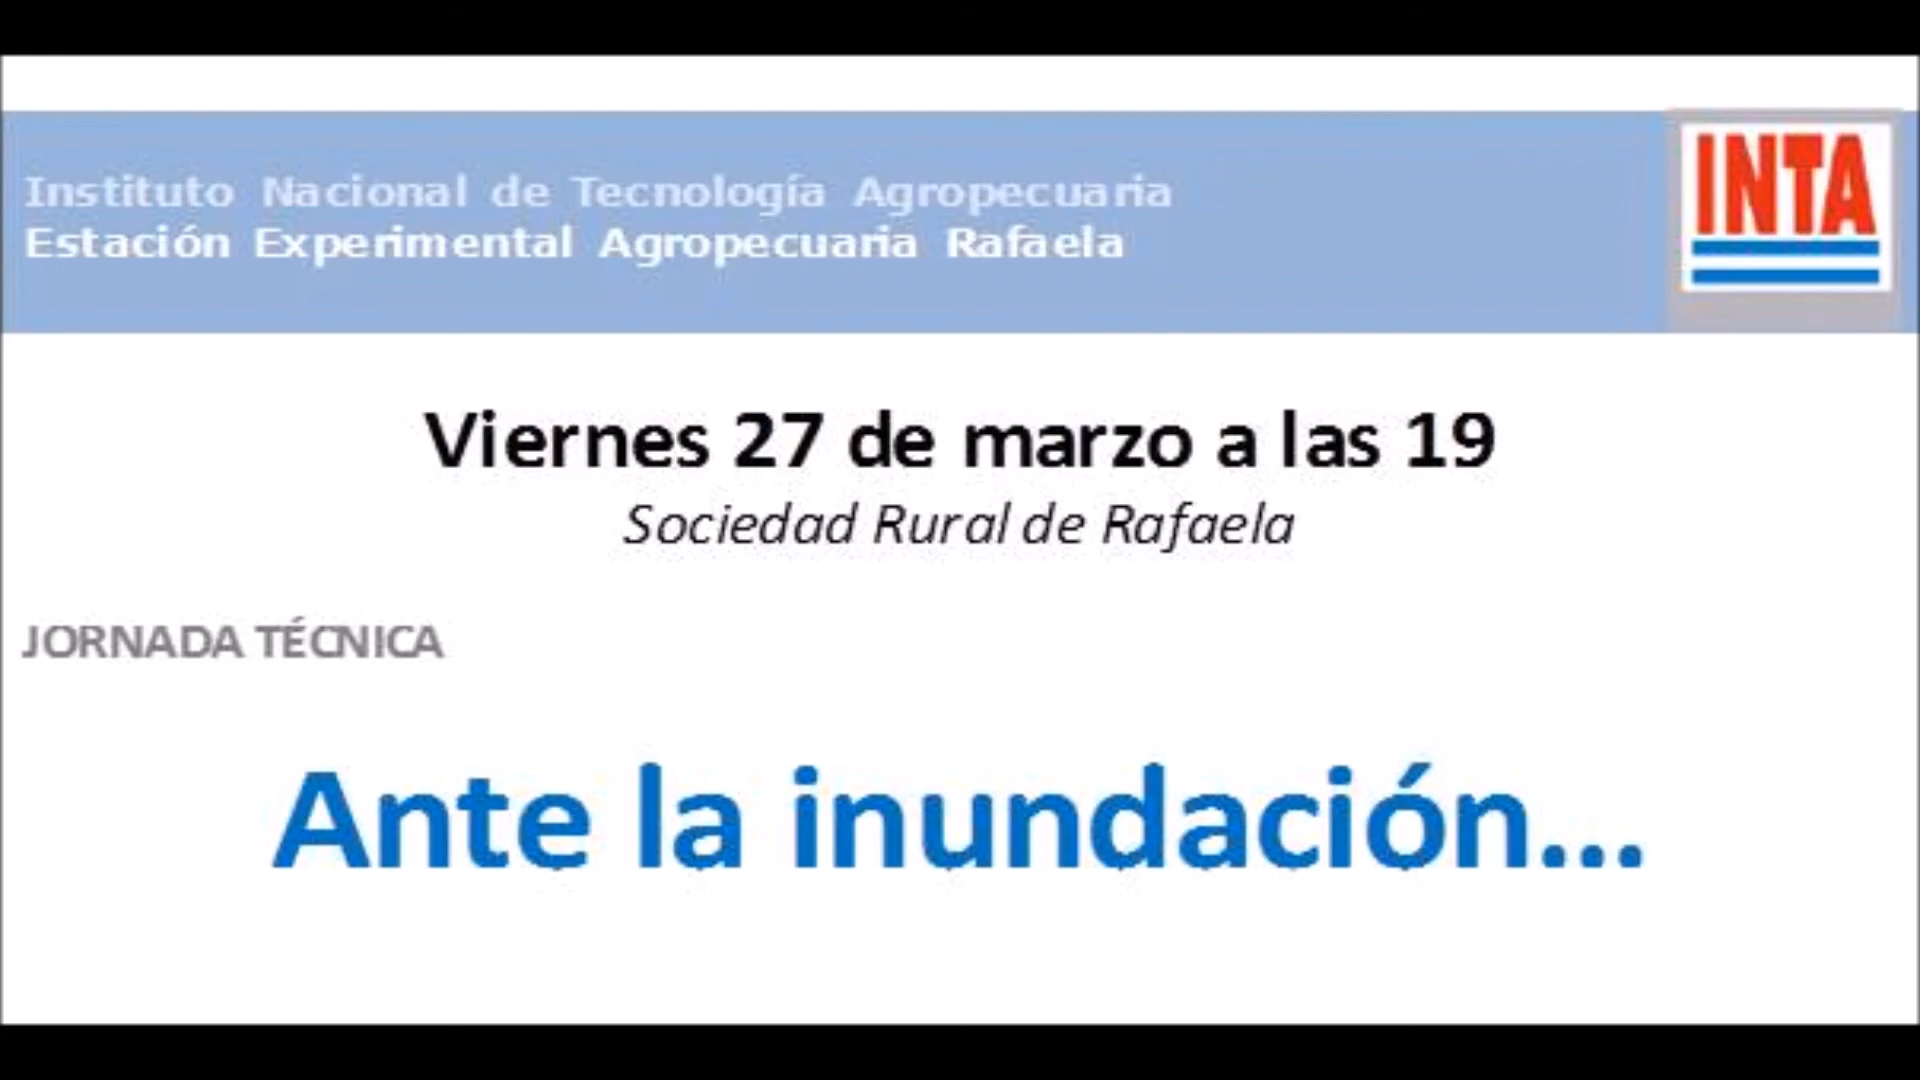 Instituto Nacional de Tecnología Agropecuaria
Estación Experimental Agropecuaria Rafaela
INTA
Viernes 27 de marzo a las 19
Sociedad Rural de Rafaela
JORNADA TÉCNICA
Ante la inundación...